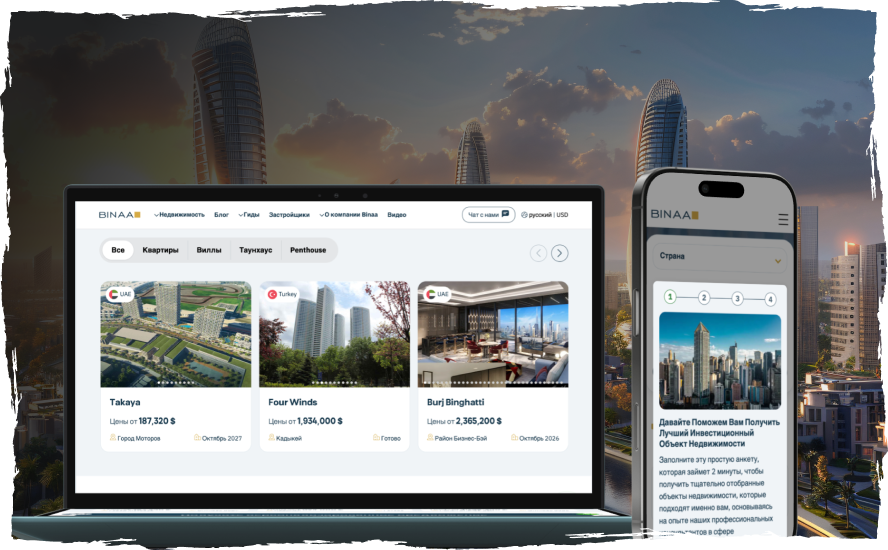 BINAA
Недвижимость Блог Гиды Застройщики О компании Binaa Видео
Чат с нами
русский | USD
Все Квартиры Виллы Таунхаус Penthouse
UAE
Takaya
Цены от 187,320 $
Город Моторов Октябрь 2027
Turkey
Four Winds
Цены от 1,934,000 $
Кадыкей Готово
UAE
Burj Binghatti
Цены от 2,365,200 $
Район Бизнес-Бэй Октябрь 2026
BINAA
Страна
1 2 3 4
Давайте Поможем Вам Получить
Лучший Инвестиционный
Объект Недвижимости
Заполните эту простую анкету,
которая займет 2 минуты, чтобы
получить тщательно отобранные
объекты недвижимости, которые
подходят именно вам, основываясь
на опыте наших профессиональных
в сфере